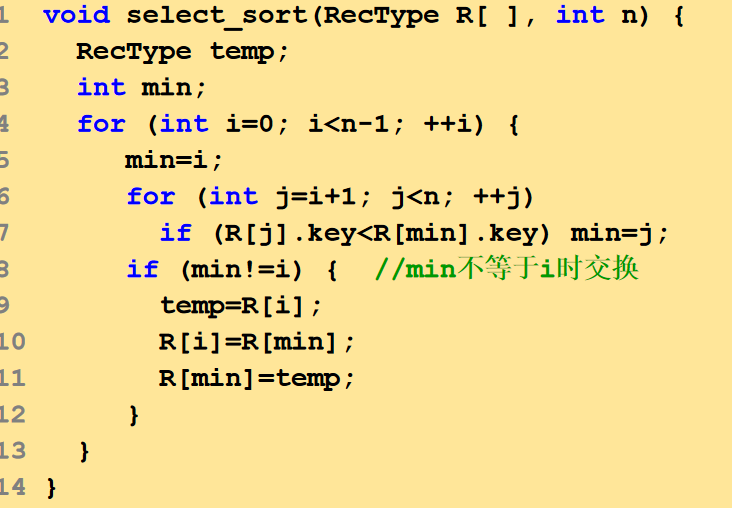 1 void select_sort(RecType R[ ], int n) {
2 RecType temp;
3 int min;
4 for (int i=0; i<n-1; ++i) {
5 min=i;
6 for (int j=i+1; j<n; ++j)
7 if (R[j].key<R[min].key) min=j;
8 if (min!=i) { //min不等于i时交换
9 temp=R[i];
10 R[i]=R[min];
11 R[min]=temp;
12 }
13 }
14 }